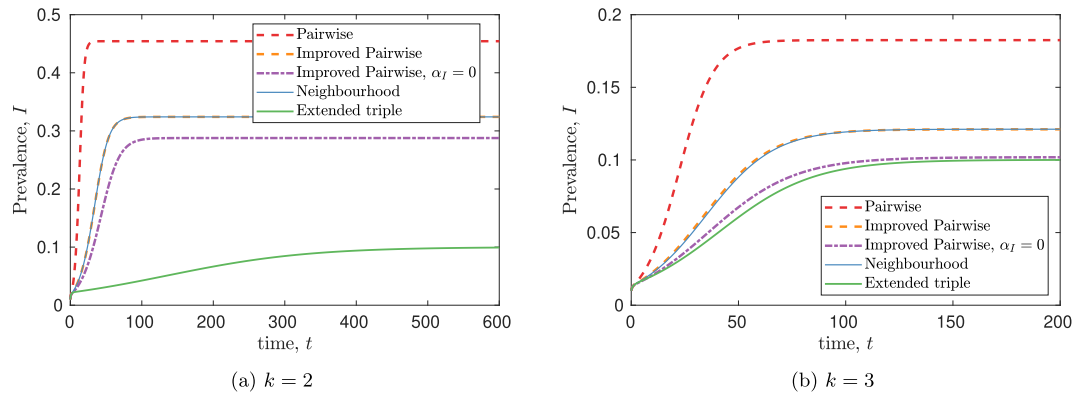 0.5
0.4
0.3
0.2
0.1
0
Prevalence, I
0 100 200 300 400 500 600
time, t
Pairwise
Improved Pairwise
Improved Pairwise, α_I = 0
Neighbourhood
Extended triple
(a) k = 2
0.2
0.15
0.1
0.05
0
Prevalence, I
0 50 100 150 200
time, t
Pairwise
Improved Pairwise
Improved Pairwise, α_I = 0
Neighbourhood
Extended triple
(b) k = 3